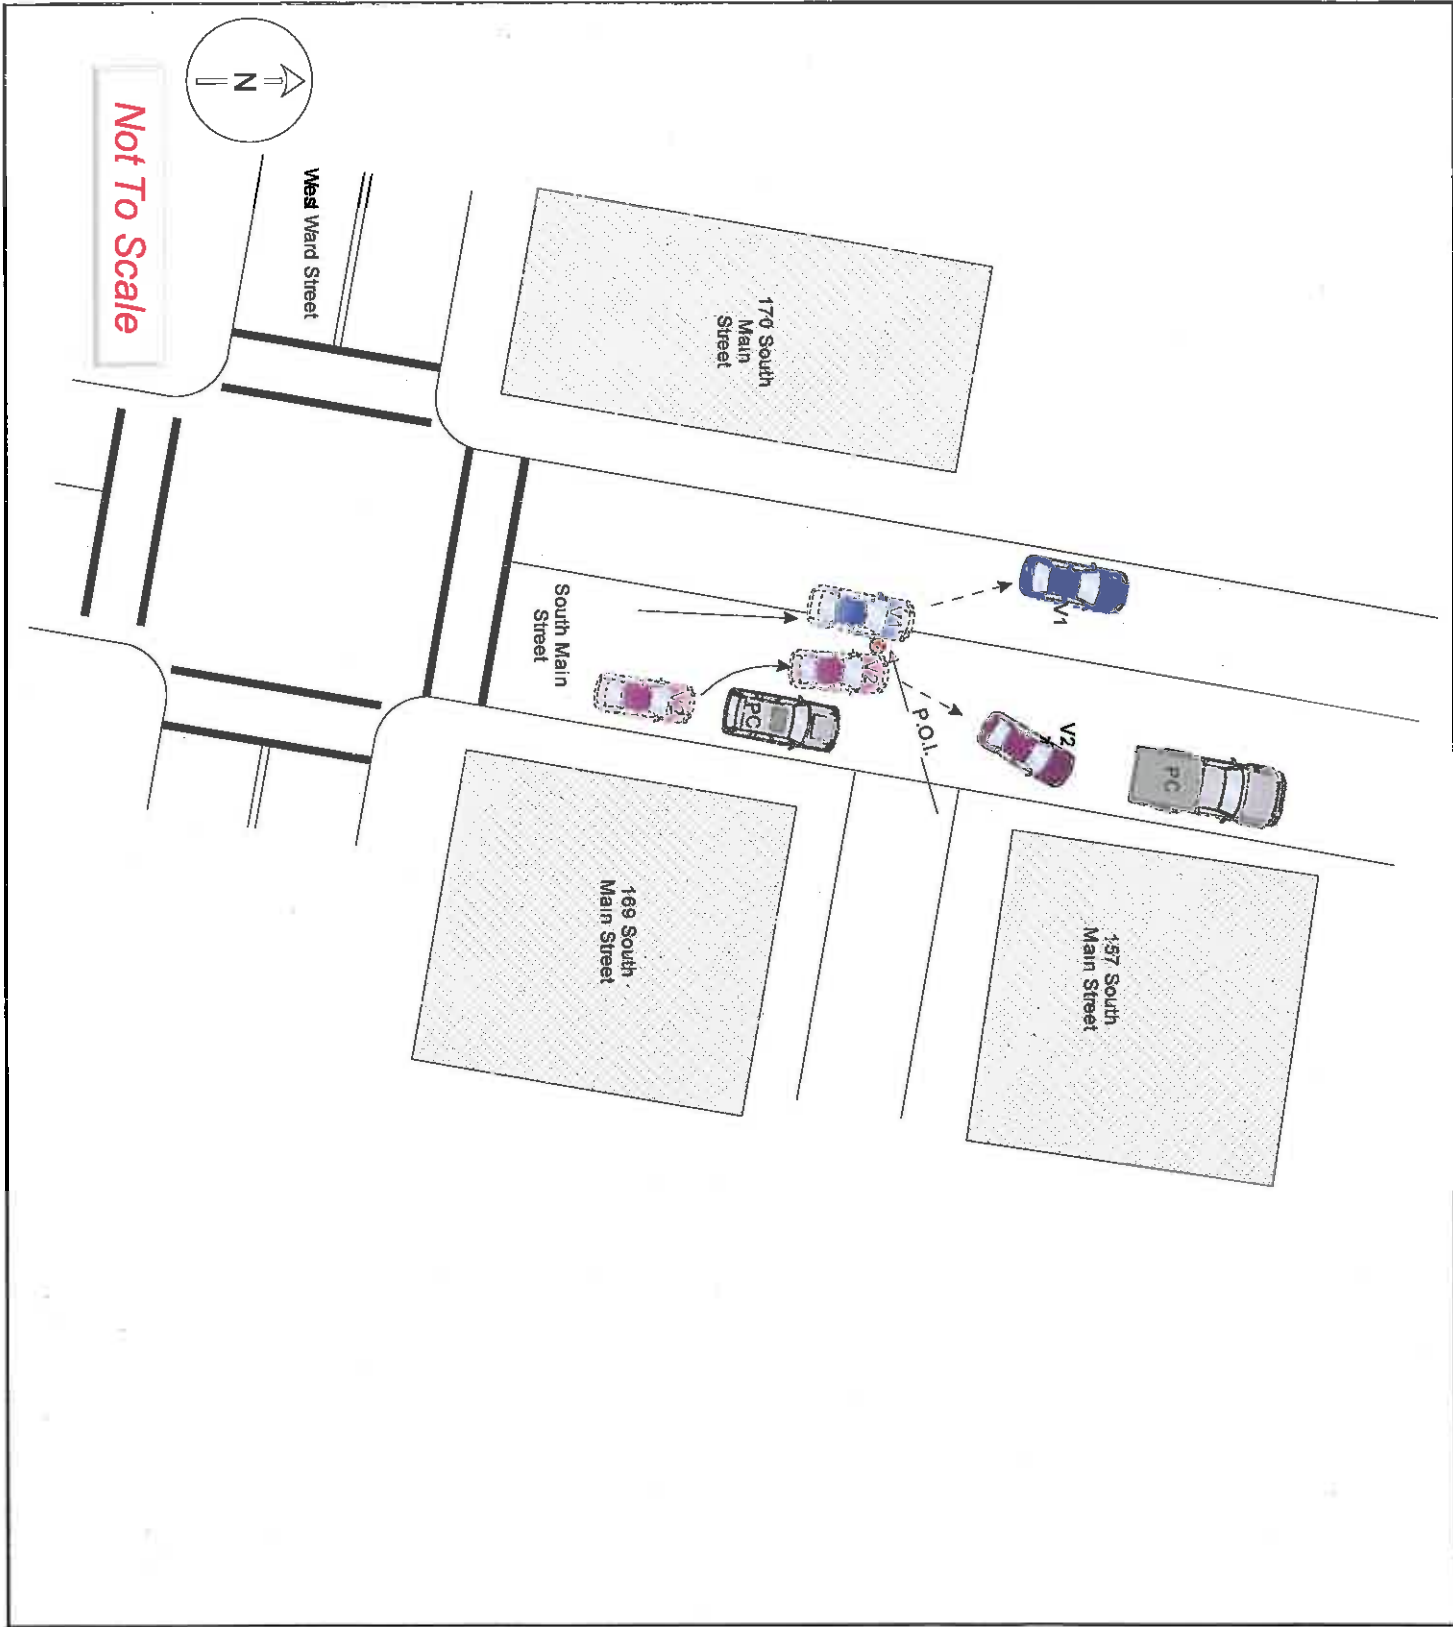 N
Not To Scale
West Ward Street
170 South
Main
Street
South Main
Street
V1
V1
V2
V2
V2
P.O.I.
PC
PC
169 South
Main Street
157 South
Main Street